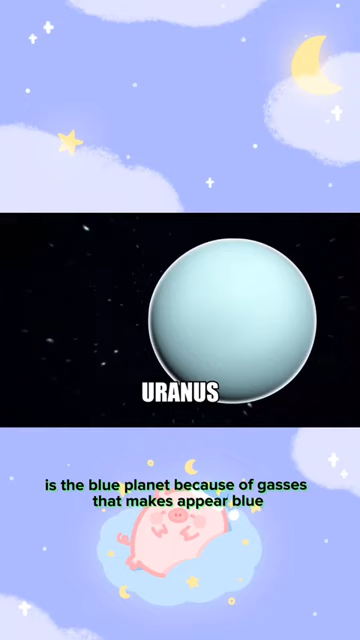 URANUS
is the blue planet because of gasses
that makes appear blue